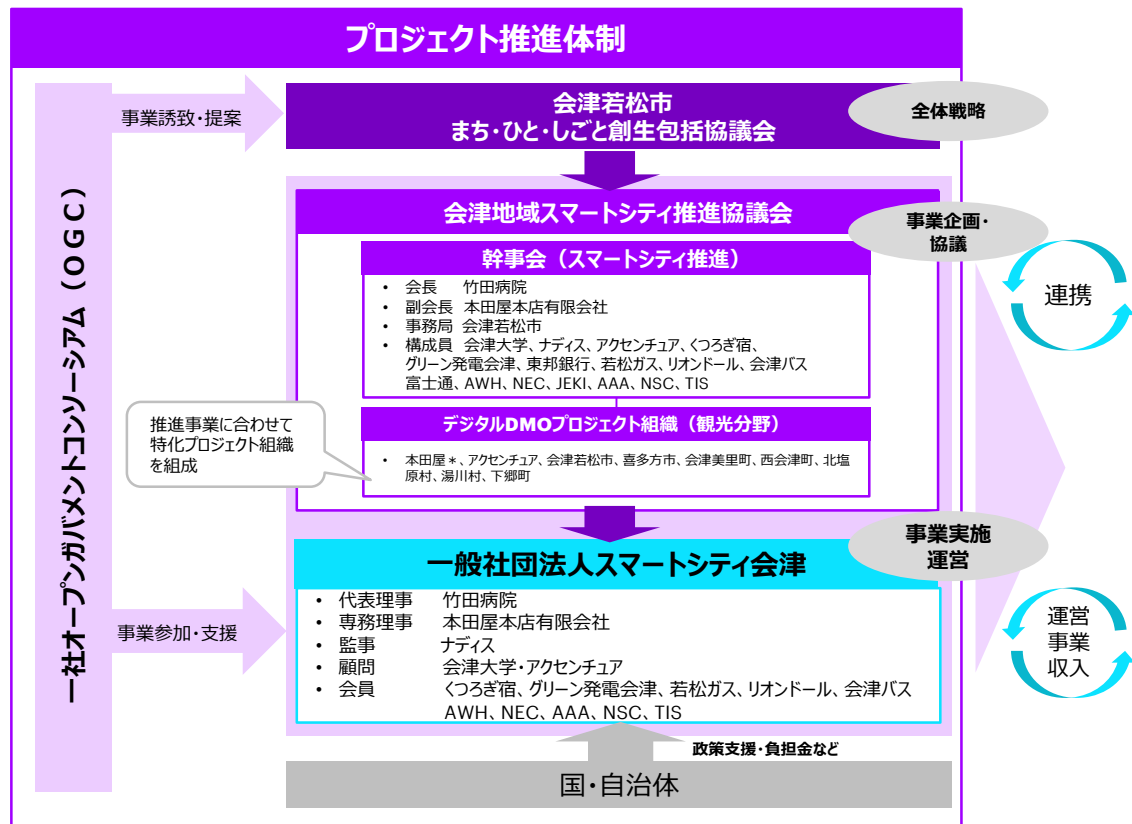 プロジェクト推進体制
一社オープンガバメントコンソーシアム（OGC）
事業誘致・提案
会津若松市
まち・ひと・しごと創生包括協議会
全体戦略
会津地域スマートシティ推進協議会
事業企画・
協議
幹事会（スマートシティ推進）
• 会長 竹田病院
• 副会長 本田屋本店有限会社
• 事務局 会津若松市
• 構成員 会津大学、ナディス、アクセンチュア、くつろぎ宿、
グリーン発電会津、東邦銀行、若松ガス、リオンドール、会津バス
富士通、AWH、NEC、JEKI、AAA、NSC、TIS
連携
推進事業に合わせて
特化プロジェクト組織
を組成
デジタルDMOプロジェクト組織（観光分野）
• 本田屋＊、アクセンチュア、会津若松市、喜多方市、会津美里町、西会津町、北塩
原村、湯川村、下郷町
事業実施
運営
一般社団法人スマートシティ会津
• 代表理事 竹田病院
• 専務理事 本田屋本店有限会社
• 監事 ナディス
• 顧問 会津大学・アクセンチュア
• 会員 くつろぎ宿、グリーン発電会津、若松ガス、リオンドール、会津バス
AWH、NEC、AAA、NSC、TIS
事業参加・支援
運営
事業
収入
政策支援・負担金など
国・自治体